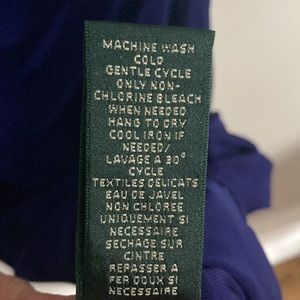 MACHINE WASH
COLD
GENTLE CYCLE
ONLY NON-
CHLORINE BLEACH
WHEN NEEDED
HANG TO DRY
COOL IRON IF
NEEDED/
LAVAGE A 30°
CYCLE
TEXTILES DELICATS
EAU DE JAVEL
NON CHLOREE
UNIQUEMENT SI
NECESSAIRE
SECHAGE SUR
CINTRE
REPASSER A
FER DOUX SI
NECESSAIRE